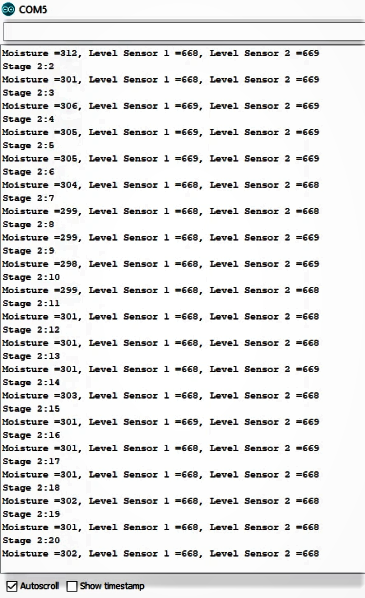 COM5
Moisture =312, Level Sensor 1 =668, Level Sensor 2 =669
Stage 2:2
Moisture =301, Level Sensor 1 =668, Level Sensor 2 =669
Stage 2:3
Moisture =306, Level Sensor 1 =669, Level Sensor 2 =669
Stage 2:4
Moisture =305, Level Sensor 1 =669, Level Sensor 2 =669
Stage 2:5
Moisture =305, Level Sensor 1 =669, Level Sensor 2 =669
Stage 2:6
Moisture =304, Level Sensor 1 =668, Level Sensor 2 =668
Stage 2:7
Moisture =299, Level Sensor 1 =668, Level Sensor 2 =668
Stage 2:8
Moisture =299, Level Sensor 1 =668, Level Sensor 2 =669
Stage 2:9
Moisture =298, Level Sensor 1 =668, Level Sensor 2 =669
Stage 2:10
Moisture =299, Level Sensor 1 =668, Level Sensor 2 =668
Stage 2:11
Moisture =301, Level Sensor 1 =668, Level Sensor 2 =668
Stage 2:12
Moisture =301, Level Sensor 1 =668, Level Sensor 2 =668
Stage 2:13
Moisture =301, Level Sensor 1 =668, Level Sensor 2 =669
Stage 2:14
Moisture =303, Level Sensor 1 =668, Level Sensor 2 =668
Stage 2:15
Moisture =301, Level Sensor 1 =669, Level Sensor 2 =669
Stage 2:16
Moisture =301, Level Sensor 1 =668, Level Sensor 2 =669
Stage 2:17
Moisture =301, Level Sensor 1 =668, Level Sensor 2 =668
Stage 2:18
Moisture =302, Level Sensor 1 =668, Level Sensor 2 =668
Stage 2:19
Moisture =301, Level Sensor 1 =668, Level Sensor 2 =668
Stage 2:20
Moisture =302, Level Sensor 1 =668, Level Sensor 2 =668
Autoscroll Show timestamp